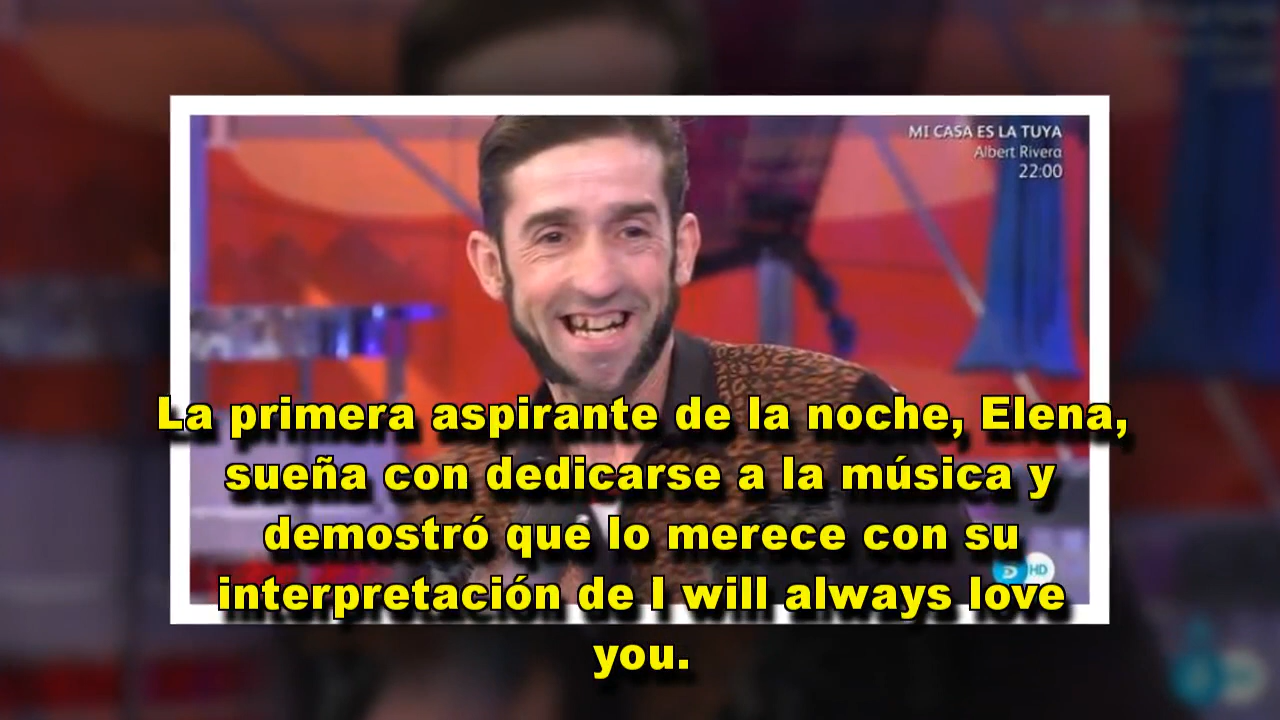 MI CASA ES LA TUYA
Albert Rivera
22:00
La primera aspirante de la noche, Elena,
sueña con dedicarse a la música y
demostró que lo merece con su
interpretación de I will always love
you.
HD